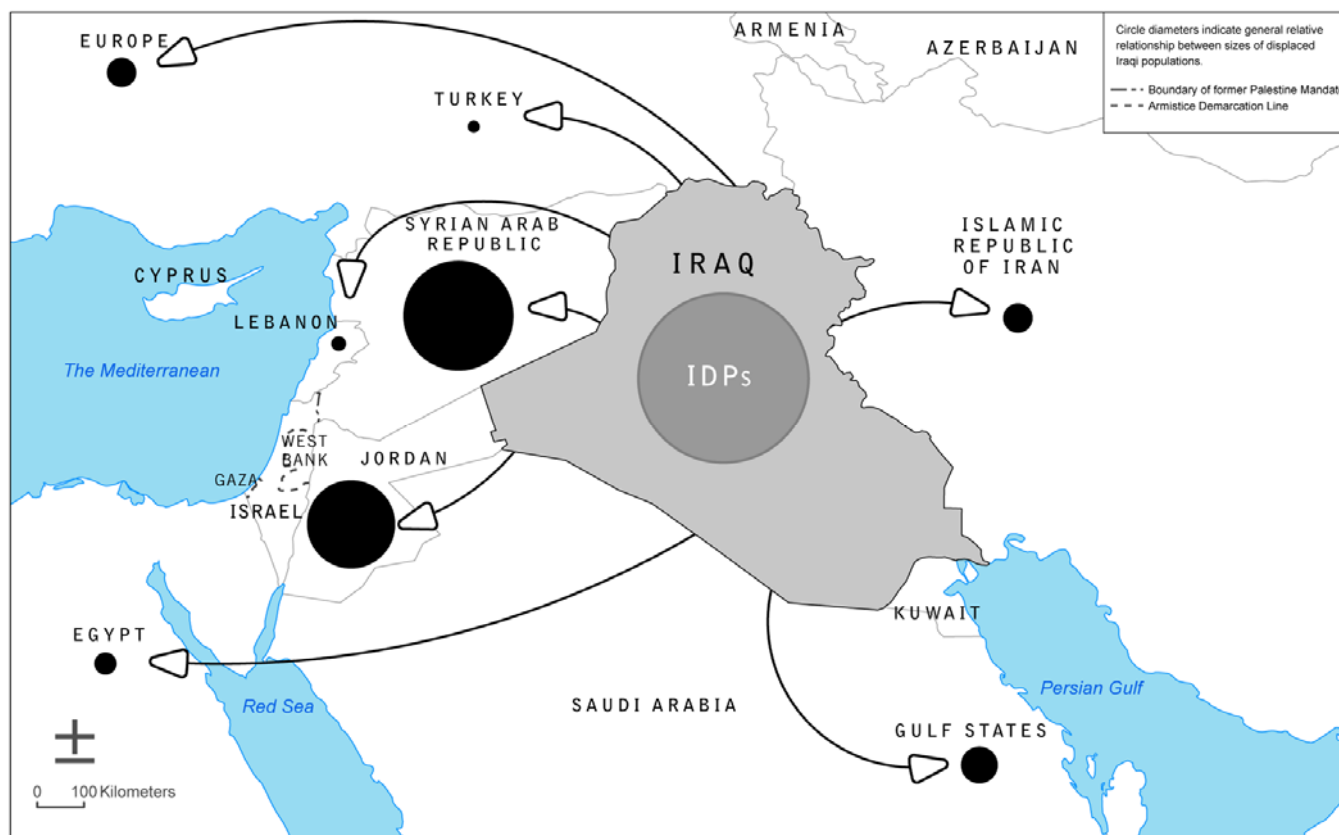 EUROPE
ARMENIA
AZERBAIJAN
Circle diameters indicate general relative
relationship between sizes of displaced
Iraqi populations.
Boundary of former Palestine Mandate
Armistice Demarcation Line
TURKEY
SYRIAN ARAB
REPUBLIC
ISLAMIC
REPUBLIC
OF IRAN
IRAQ
CYPRUS
LEBANON
The Mediterranean
IDPs
WEST
BANK
JORDAN
GAZA
ISRAEL
KUWAIT
EGYPT
Red Sea
SAUDI ARABIA
Persian Gulf
GULF STATES
0 100 Kilometers